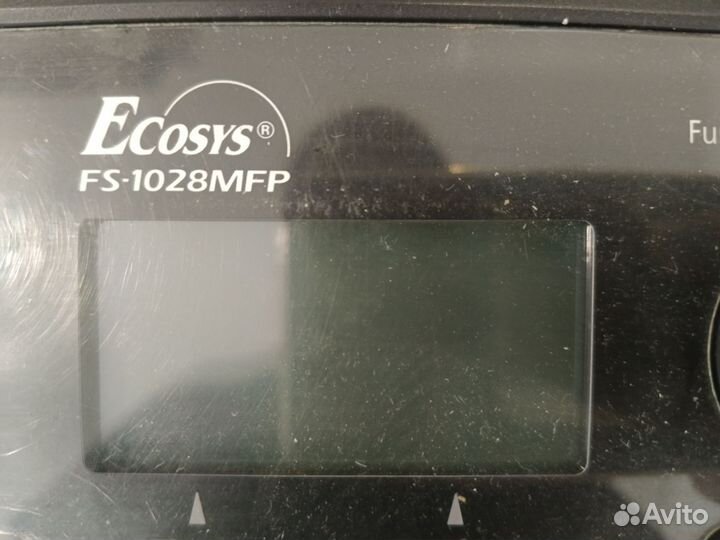 ECOSYS®
FS-1028MFP
Fu
Avito